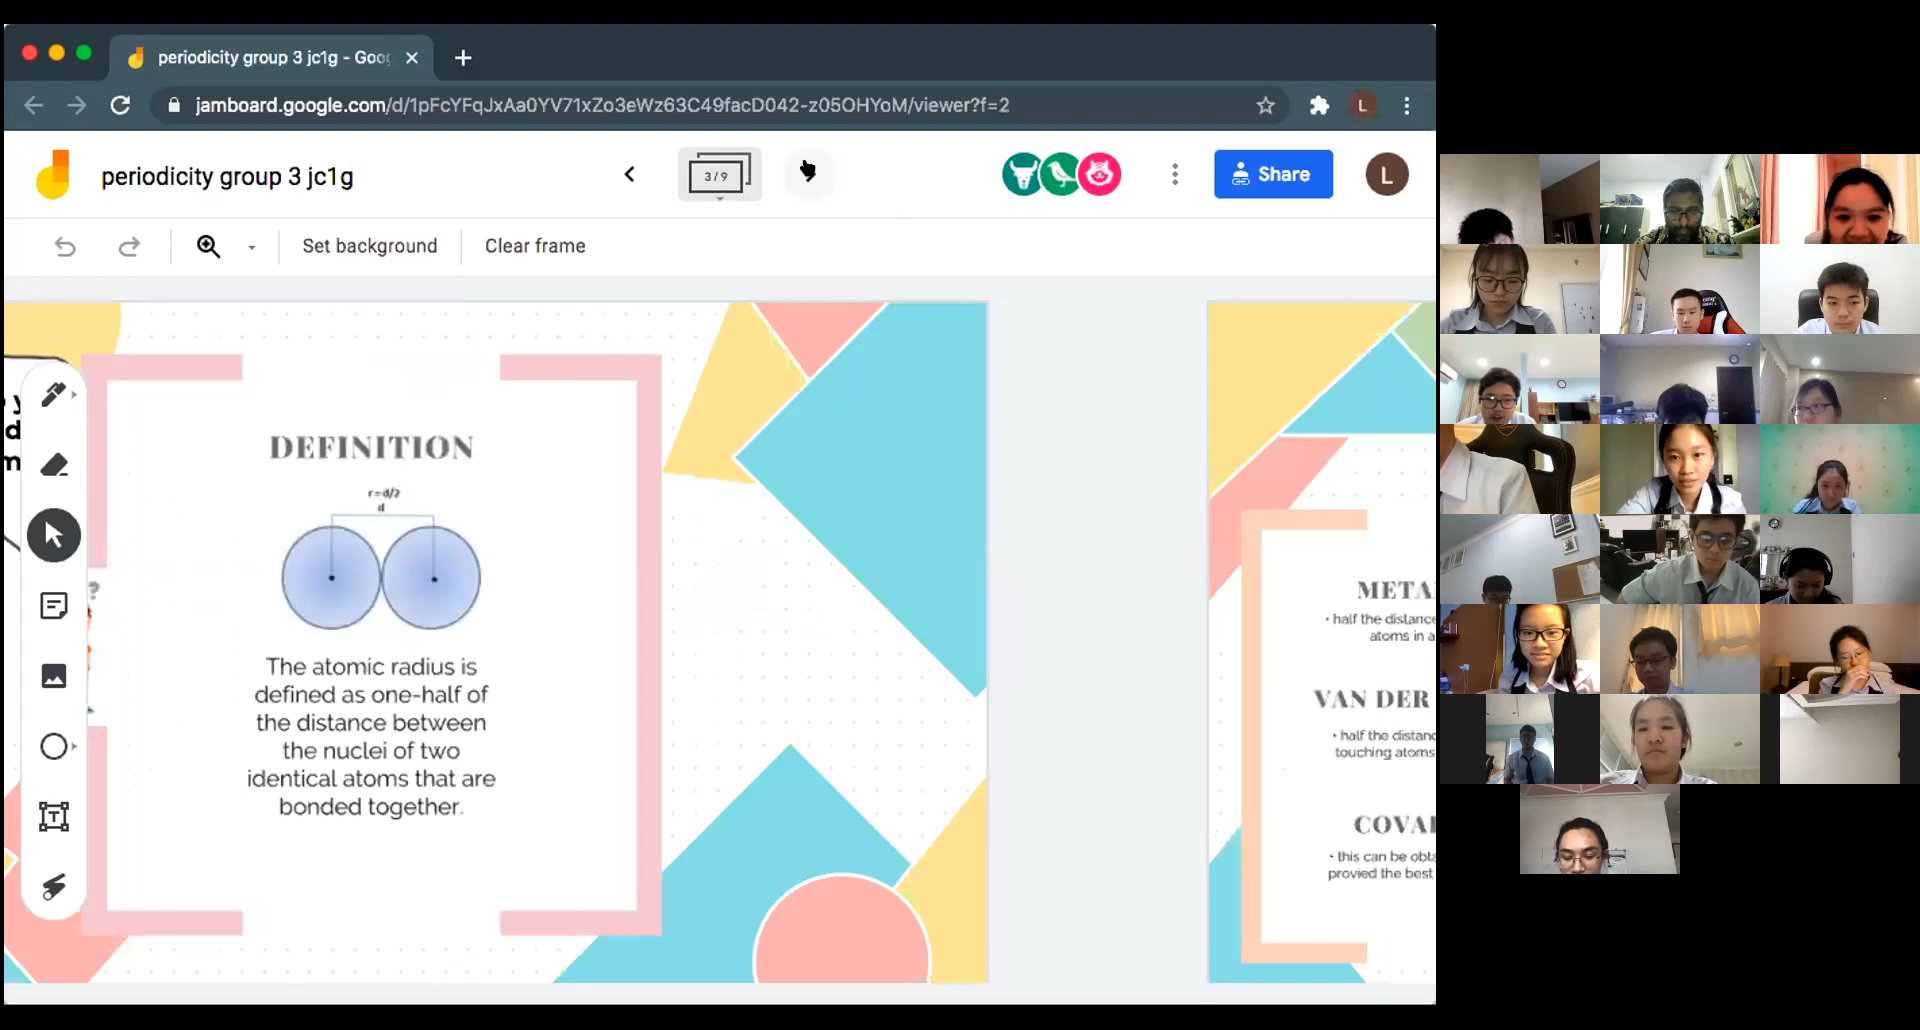 periodicity group 3 jc1g - Goo
jamboard.google.com/d/1pFcYFqJxAa0YV71xZo3eWz63C49facD042-z05OHYoM/viewer?f=2
L
periodicity group 3 jc1g
3 / 9
Share
L
Set background
Clear frame
DEFINITION
r=d/2
d
The atomic radius is
defined as one-half of
the distance between
the nuclei of two
identical atoms that are
bonded together.
?
META
• half the distance
atoms in a
VAN DER
• half the distanc
touching atoms
COVA
• this can be obta
provied the best